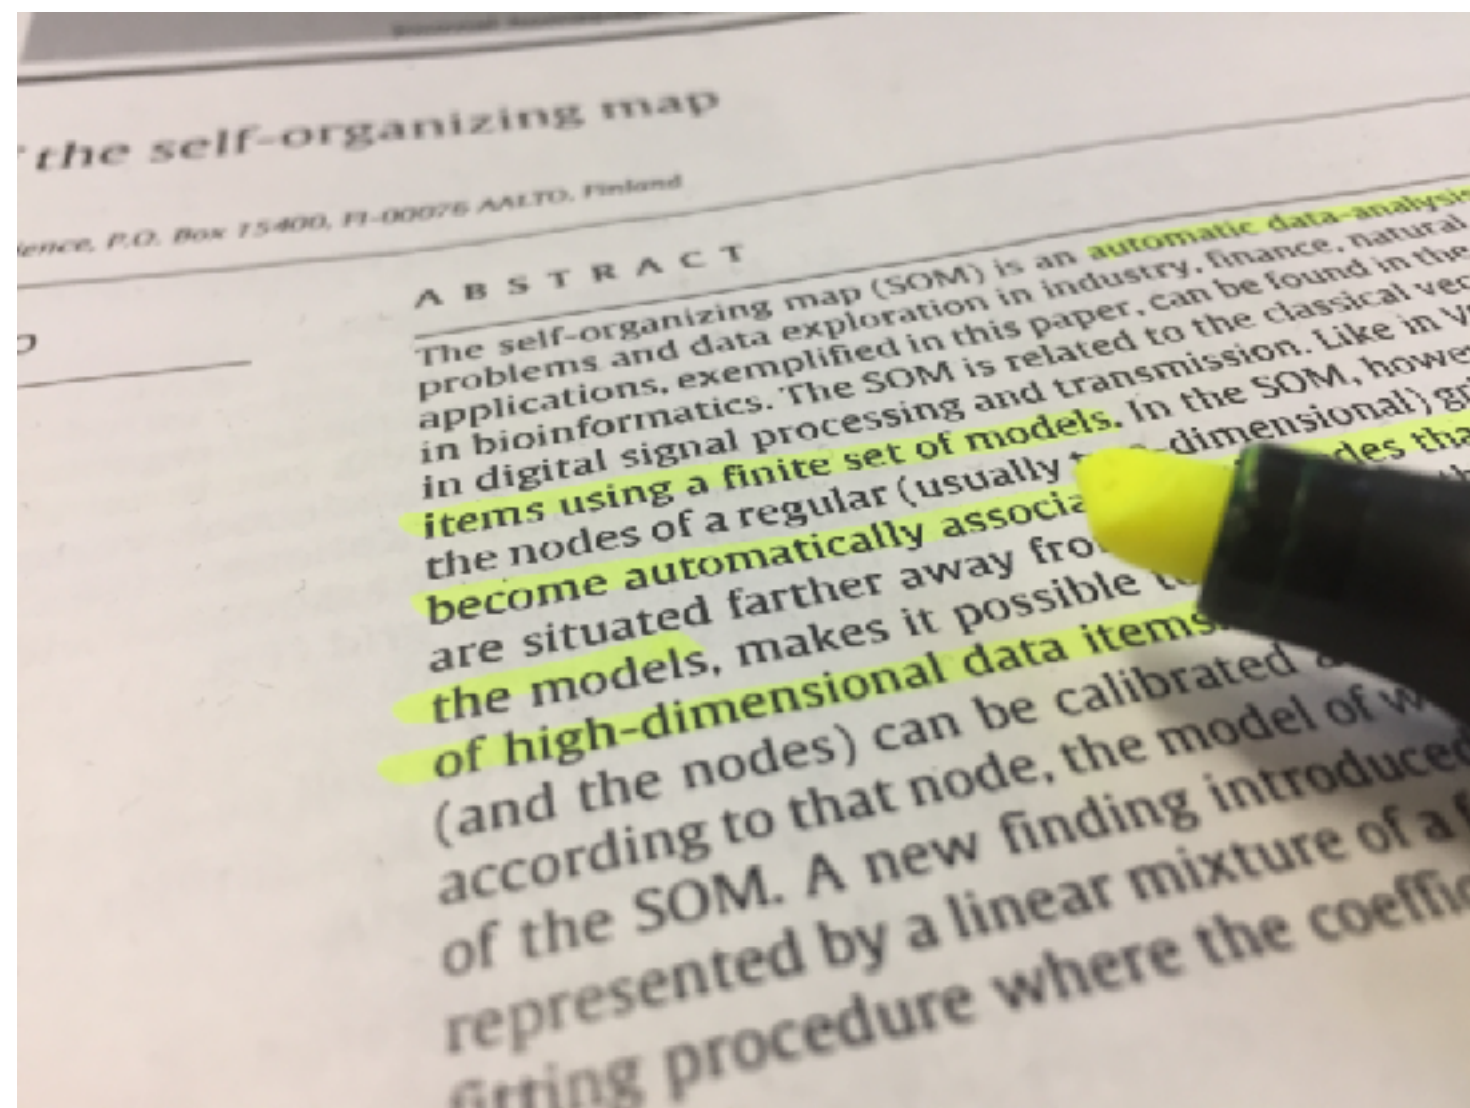 the self-organizing map
ience, P.O. Box 15400, FI-00076 AALTO, Finland
A B S T R A C T
The self-organizing map (SOM) is an automatic data-analysis
problems and data exploration in industry, finance, natural
applications, exemplified in this paper, can be found in the
in bioinformatics. The SOM is related to the classical vec
in digital signal processing and transmission. Like in V
items using a finite set of models. In the SOM, howe
the nodes of a regular (usually -dimensional) gr
become automatically associa des tha
are situated farther away fro th
the models, makes it possible
of high-dimensional data items
(and the nodes) can be calibrated
according to that node, the model of w
of the SOM. A new finding introduced
represented by a linear mixture of a f
fitting procedure where the coeffic